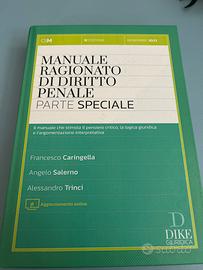 MANUALE
RAGIONATO
DI DIRITTO
PENALE
PARTE SPECIALE
Il manuale che stimola il pensiero critico, la logica giuridica
e l'argomentazione interpretativa
Francesco Caringella
Angelo Salerno
Alessandro Trinci
Aggiornamento online
D
DIKE
GIURIDICA